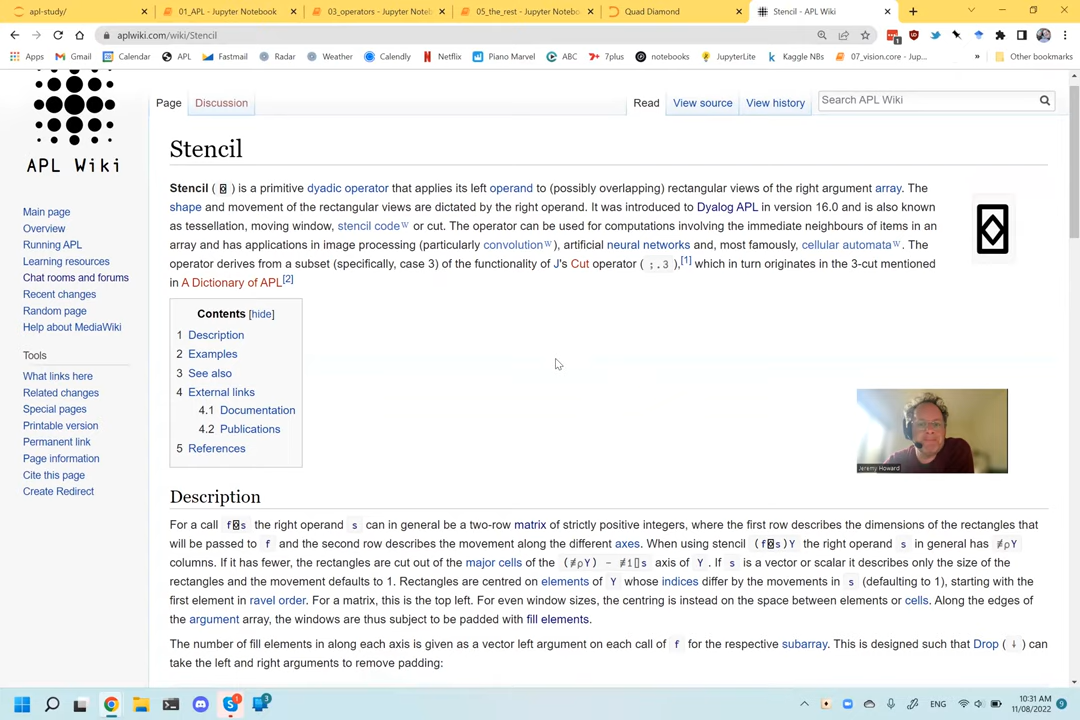 apl-study/
01_APL - Jupyter Notebook
03_operators - Jupyter Notebook
05_the_rest - Jupyter Notebook
Quad Diamond
Stencil - APL Wiki
aplwiki.com/wiki/Stencil
Apps Gmail Calendar APL Fastmail Radar Weather Calendly Netflix Piano Marvel ABC 7plus notebooks JupyterLite Kaggle NBs 07_vision.core - Jup... » Other bookmarks
APL Wiki
Page Discussion Read View source View history Search APL Wiki
Stencil
Stencil ( ⌺ ) is a primitive dyadic operator that applies its left operand to (possibly overlapping) rectangular views of the right argument array. The
shape and movement of the rectangular views are dictated by the right operand. It was introduced to Dyalog APL in version 16.0 and is also known
as tessellation, moving window, stencil codeW or cut. The operator can be used for computations involving the immediate neighbours of items in an
array and has applications in image processing (particularly convolutionW), artificial neural networks and, most famously, cellular automataW. The
operator derives from a subset (specifically, case 3) of the functionality of J's Cut operator ( ;.3 ),[1] which in turn originates in the 3-cut mentioned
in A Dictionary of APL[2]
⌺
Main page
Overview
Running APL
Learning resources
Chat rooms and forums
Recent changes
Random page
Help about MediaWiki
Tools
What links here
Related changes
Special pages
Printable version
Permanent link
Page information
Cite this page
Create Redirect
Contents [hide]
1 Description
2 Examples
3 See also
4 External links
4.1 Documentation
4.2 Publications
5 References
Jeremy Howard
Description
For a call f⌺s the right operand s can in general be a two-row matrix of strictly positive integers, where the first row describes the dimensions of the rectangles that
will be passed to f and the second row describes the movement along the different axes. When using stencil (f⌺s)Y the right operand s in general has ≢⍴Y
columns. If it has fewer, the rectangles are cut out of the major cells of the (≢⍴Y) - ≢1⌷s axis of Y . If s is a vector or scalar it describes only the size of the
rectangles and the movement defaults to 1. Rectangles are centred on elements of Y whose indices differ by the movements in s (defaulting to 1), starting with the
first element in ravel order. For a matrix, this is the top left. For even window sizes, the centring is instead on the space between elements or cells. Along the edges of
the argument array, the windows are thus subject to be padded with fill elements.
The number of fill elements in along each axis is given as a vector left argument on each call of f for the respective subarray. This is designed such that Drop ( ↓ ) can
take the left and right arguments to remove padding:
ENG
10:31 AM
11/08/2022
9